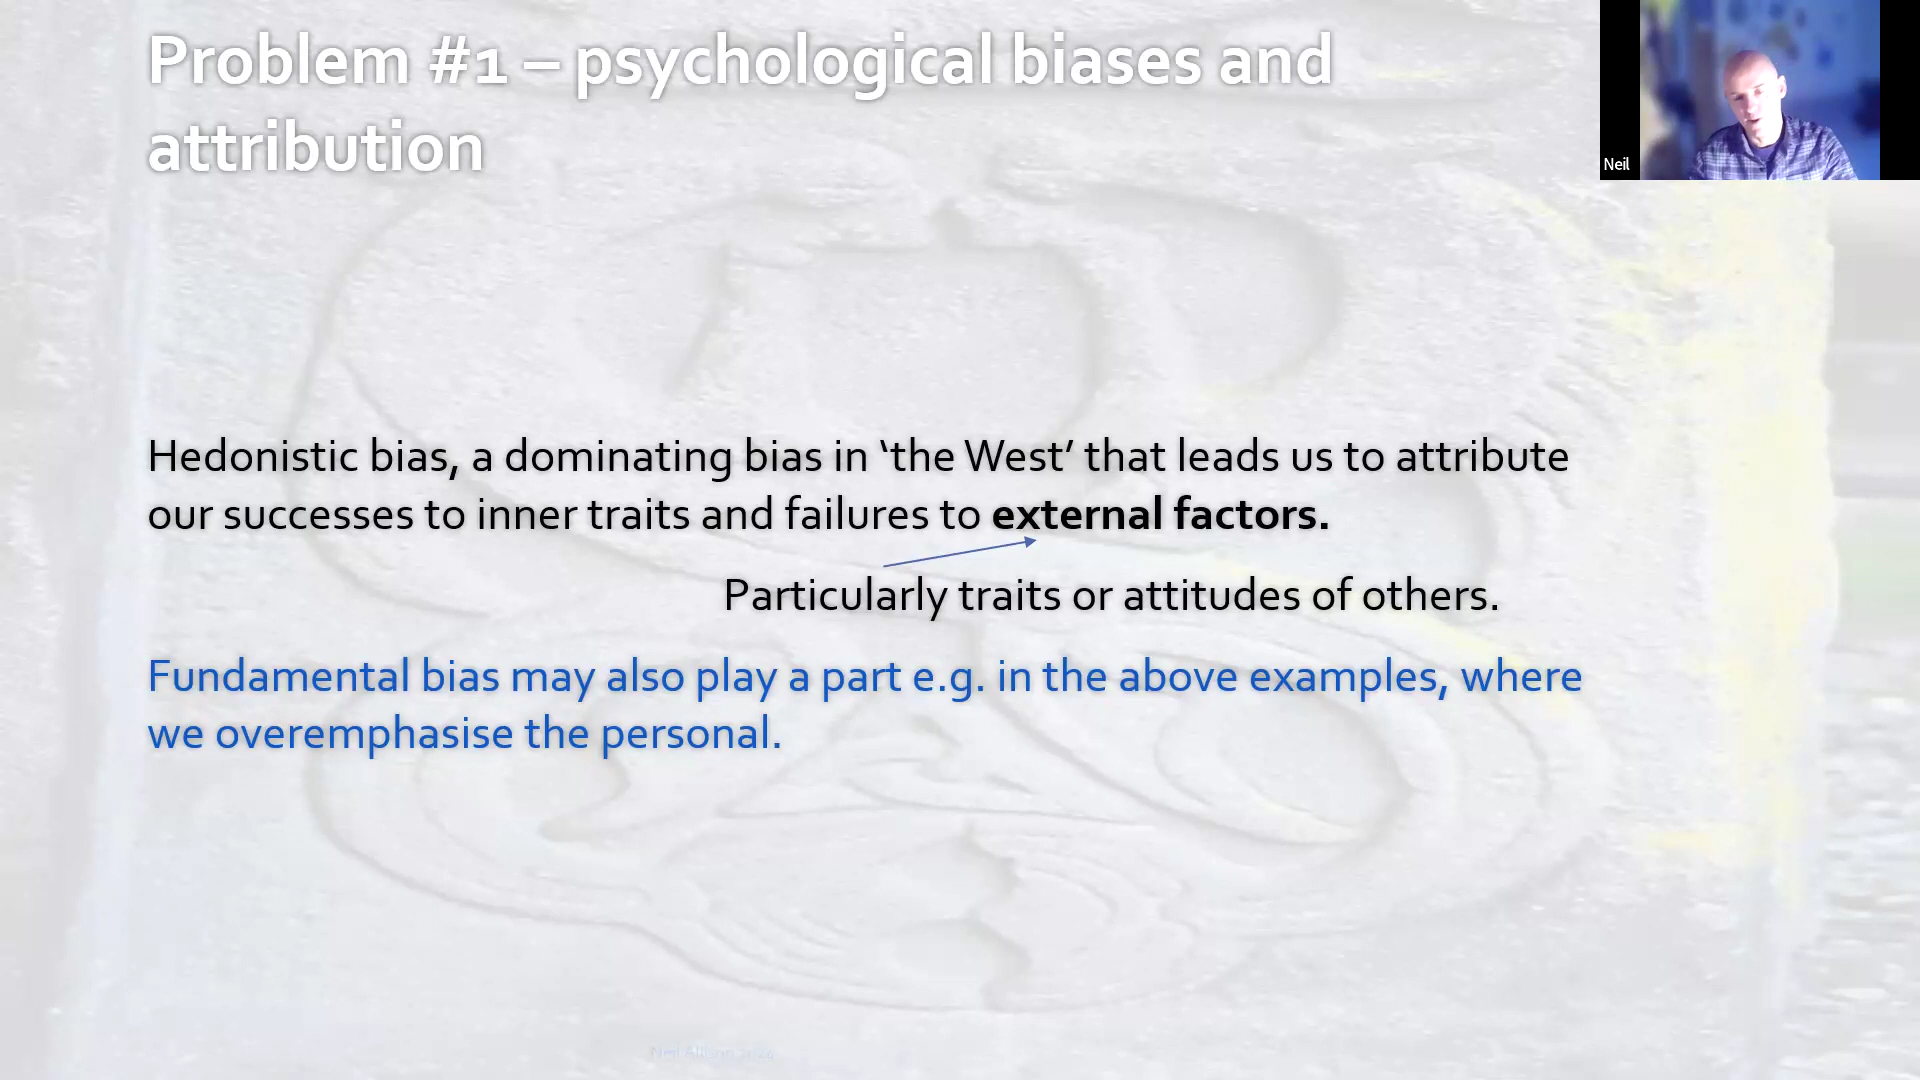 Problem #1 – psychological biases and
attribution
Neil
Hedonistic bias, a dominating bias in ‘the West’ that leads us to attribute
our successes to inner traits and failures to external factors.
Particularly traits or attitudes of others.
Fundamental bias may also play a part e.g. in the above examples, where
we overemphasise the personal.
Neil